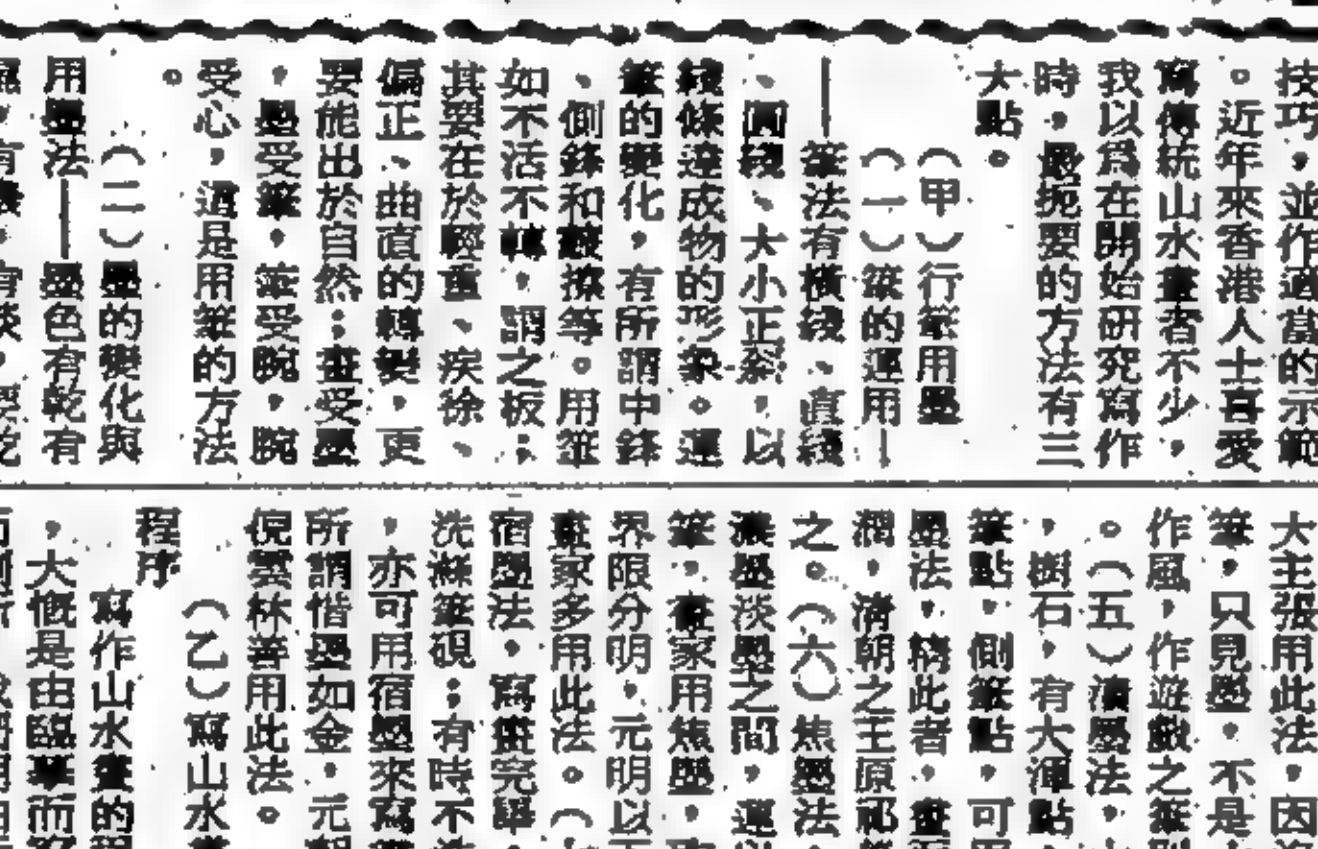 技巧，並作適當的示範
。近年來香港人士喜愛
寫傳統山水畫者不少，
我以爲在開始研究寫作
時，最扼要的方法有三
大點。
（甲）行筆用墨
（一）筆的運用—
—筆法有橫綫、直綫
、圓綫、大小正斜，以
綫條達成物的形象。運
筆的變化，有所謂中鋒
、側鋒和皴擦等。用筆
如不活不轉，謂之板；
其要在於輕重、疾徐、
偏正、曲直的轉變，更
要能出於自然；畫受墨
，墨受筆，筆受腕，腕
受心，這是用筆的方法
。
（二）墨的變化與
用墨法—墨色有乾有
大主張用此法，因
筆，只見墨，不是
作風，作遊戲之筆
。（五）潑墨法，
，樹石，有大渾點
筆點，側筆點，可
墨法，精此者，畫
潤，清朝之王原祁
之。（六）焦墨法
濃墨淡墨之間，運以
筆，畫家用焦墨，
界限分明，元明以
畫家多用此法。（
宿墨法，寫畫完畢
洗滌筆硯；有時不
，亦可用宿墨來寫
所謂惜墨如金，元
倪雲林善用此法。
（乙）寫山水畫
程序
寫作山水畫的
，大概是由臨摹而